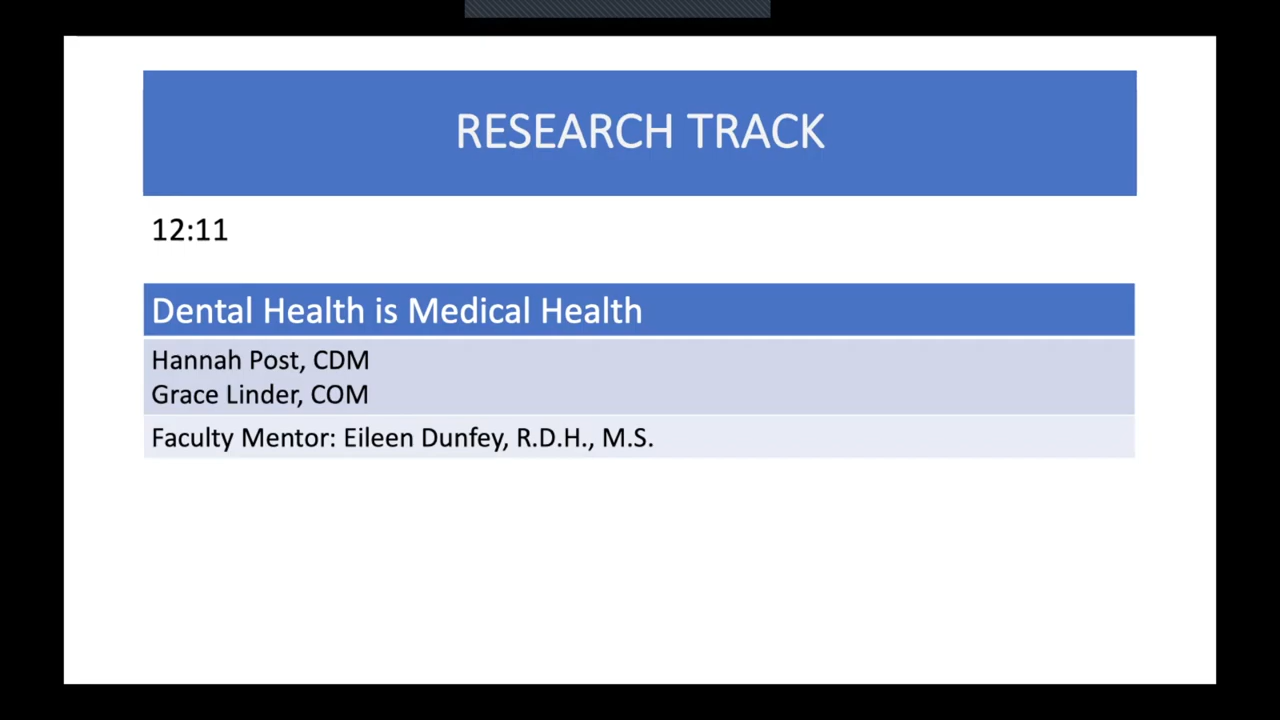 RESEARCH TRACK
12:11
Dental Health is Medical Health
Hannah Post, CDM
Grace Linder, COM
Faculty Mentor: Eileen Dunfey, R.D.H., M.S.